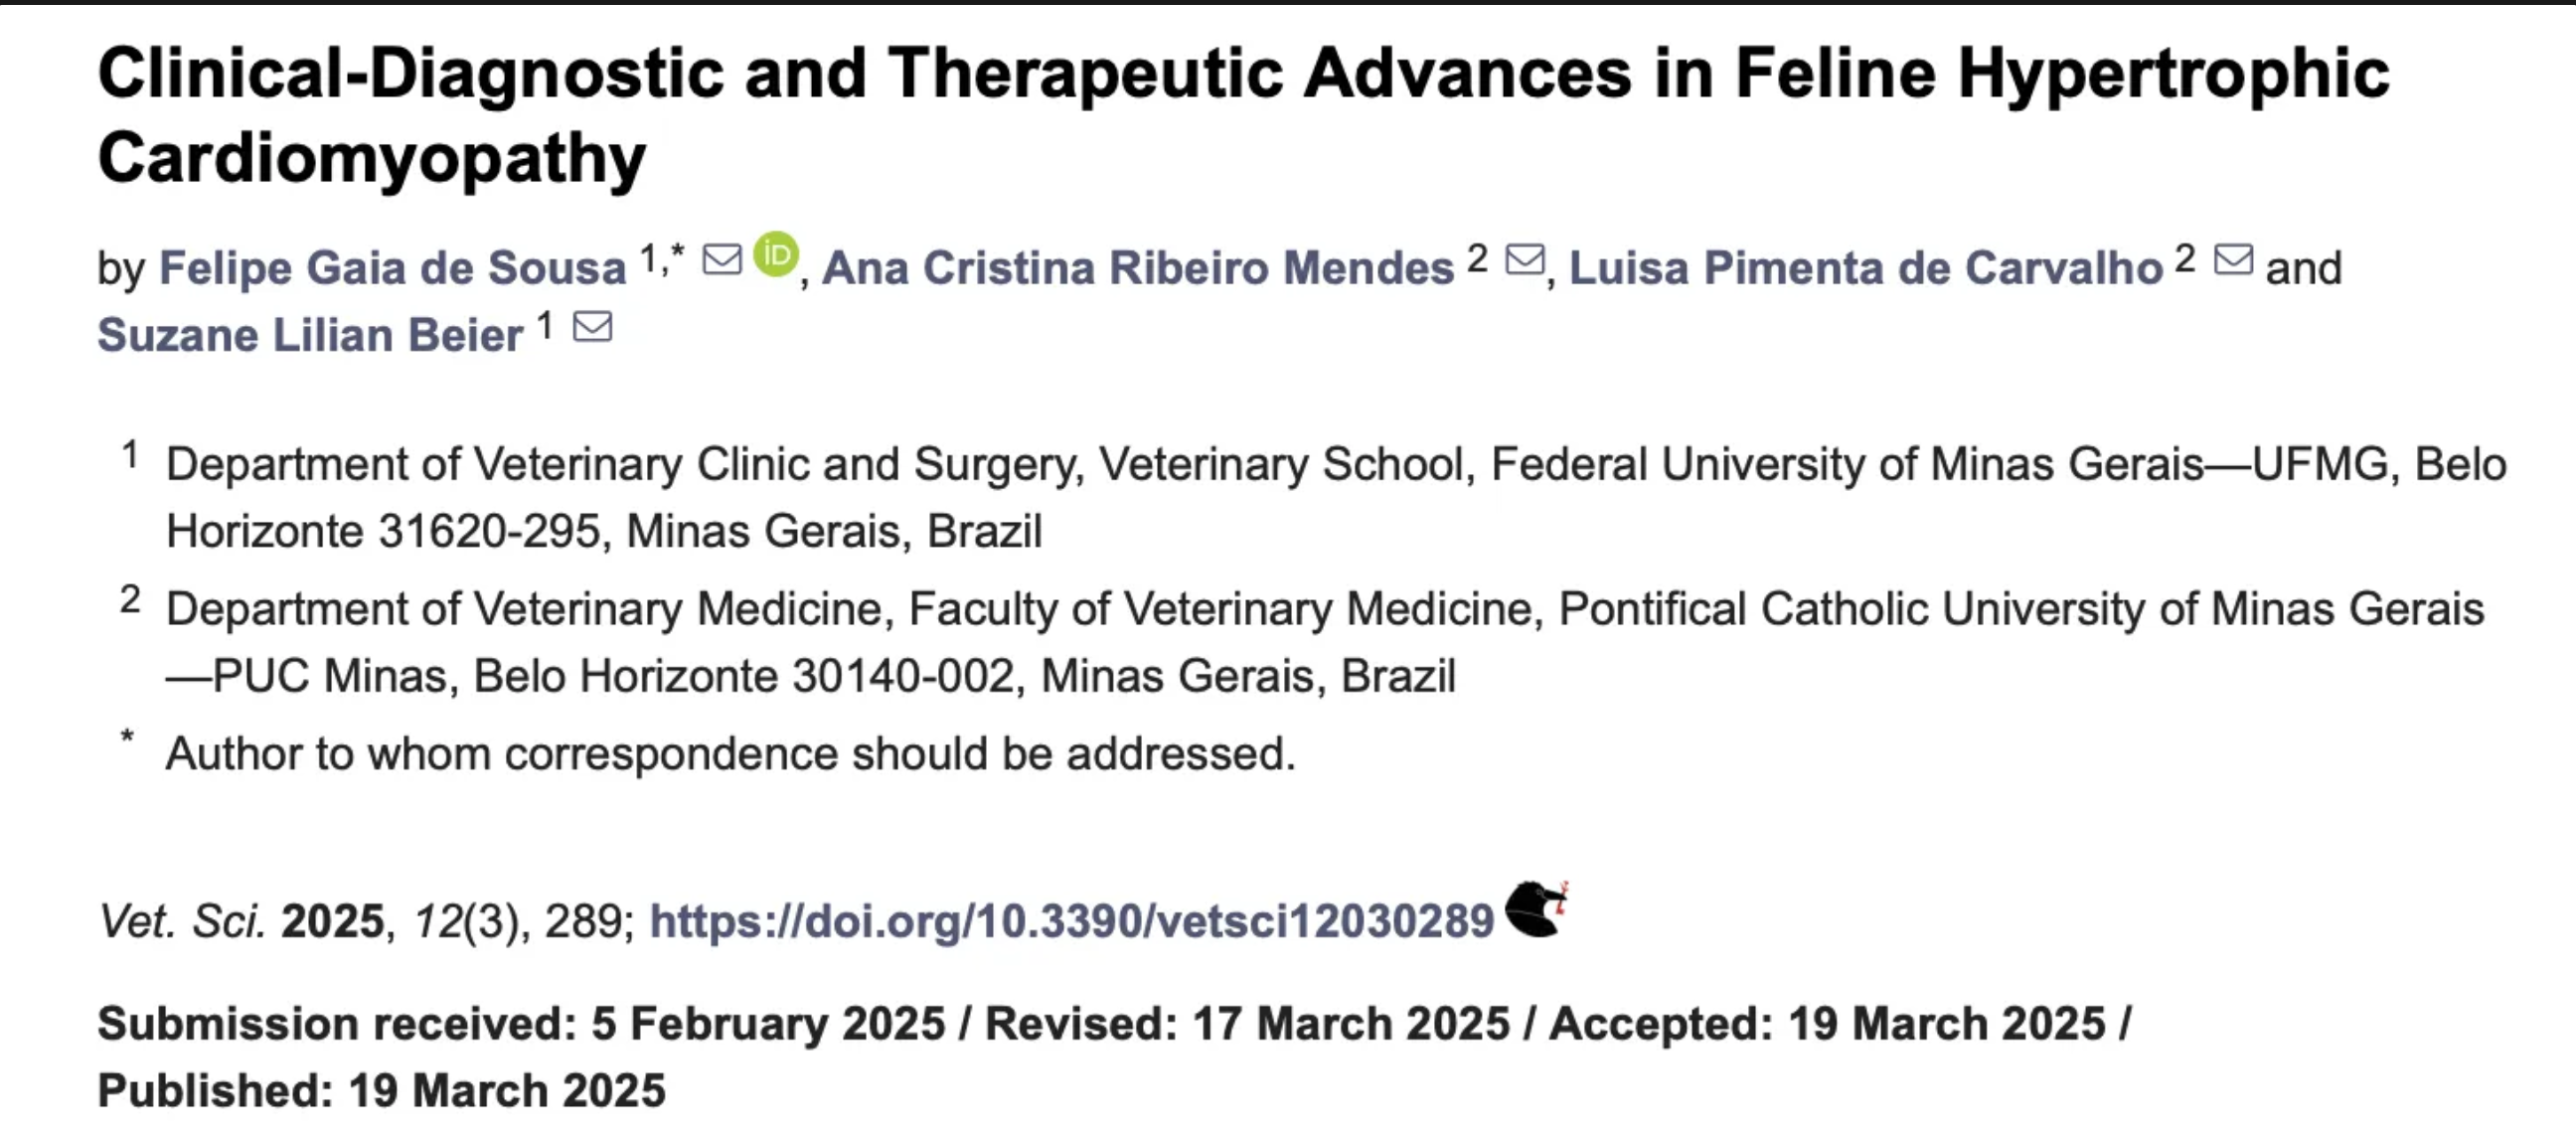 Clinical-Diagnostic and Therapeutic Advances in Feline Hypertrophic
Cardiomyopathy
by Felipe Gaia de Sousa 1,* iD, Ana Cristina Ribeiro Mendes 2, Luisa Pimenta de Carvalho 2 and
Suzane Lilian Beier 1
1 Department of Veterinary Clinic and Surgery, Veterinary School, Federal University of Minas Gerais—UFMG, Belo
Horizonte 31620-295, Minas Gerais, Brazil
2 Department of Veterinary Medicine, Faculty of Veterinary Medicine, Pontifical Catholic University of Minas Gerais
—PUC Minas, Belo Horizonte 30140-002, Minas Gerais, Brazil
* Author to whom correspondence should be addressed.
Vet. Sci. 2025, 12(3), 289; https://doi.org/10.3390/vetsci12030289
Submission received: 5 February 2025 / Revised: 17 March 2025 / Accepted: 19 March 2025 /
Published: 19 March 2025